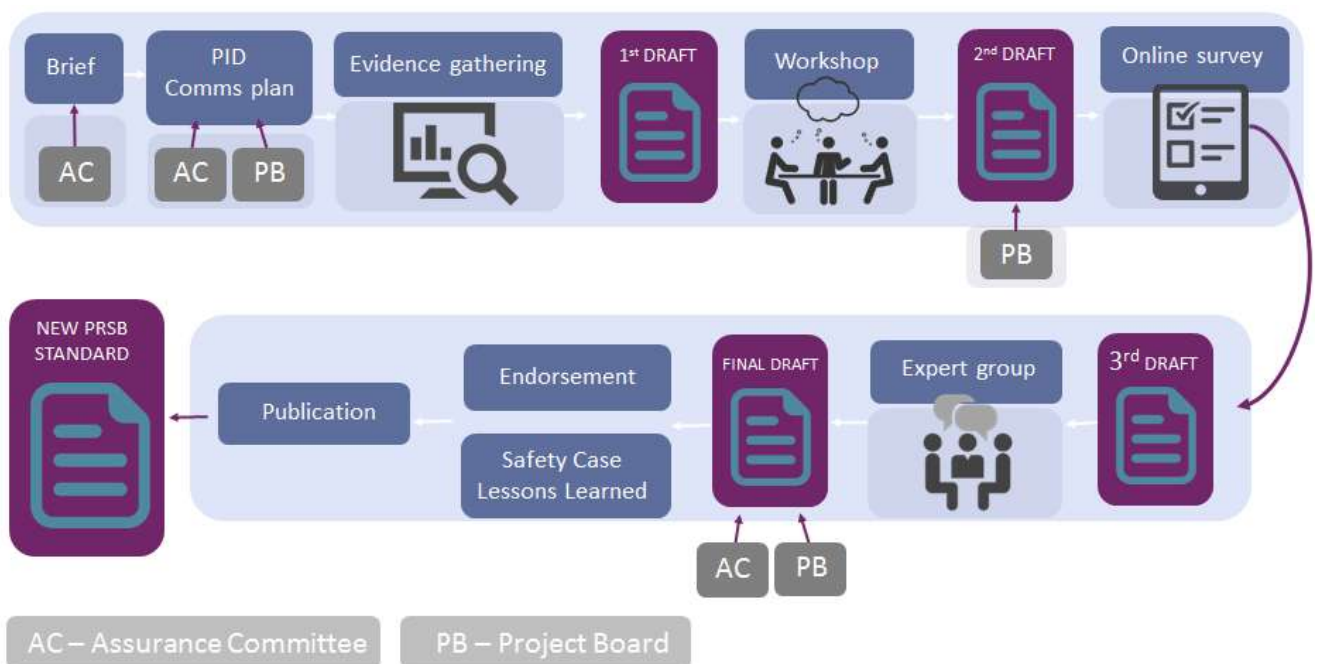 Brief
PID
Comms plan
Evidence gathering
1st DRAFT
Workshop
2nd DRAFT
Online survey
AC
AC
PB
PB
NEW PRSB
STANDARD
Publication
Endorsement
Safety Case
Lessons Learned
FINAL DRAFT
Expert group
3rd DRAFT
AC
PB
AC – Assurance Committee
PB – Project Board